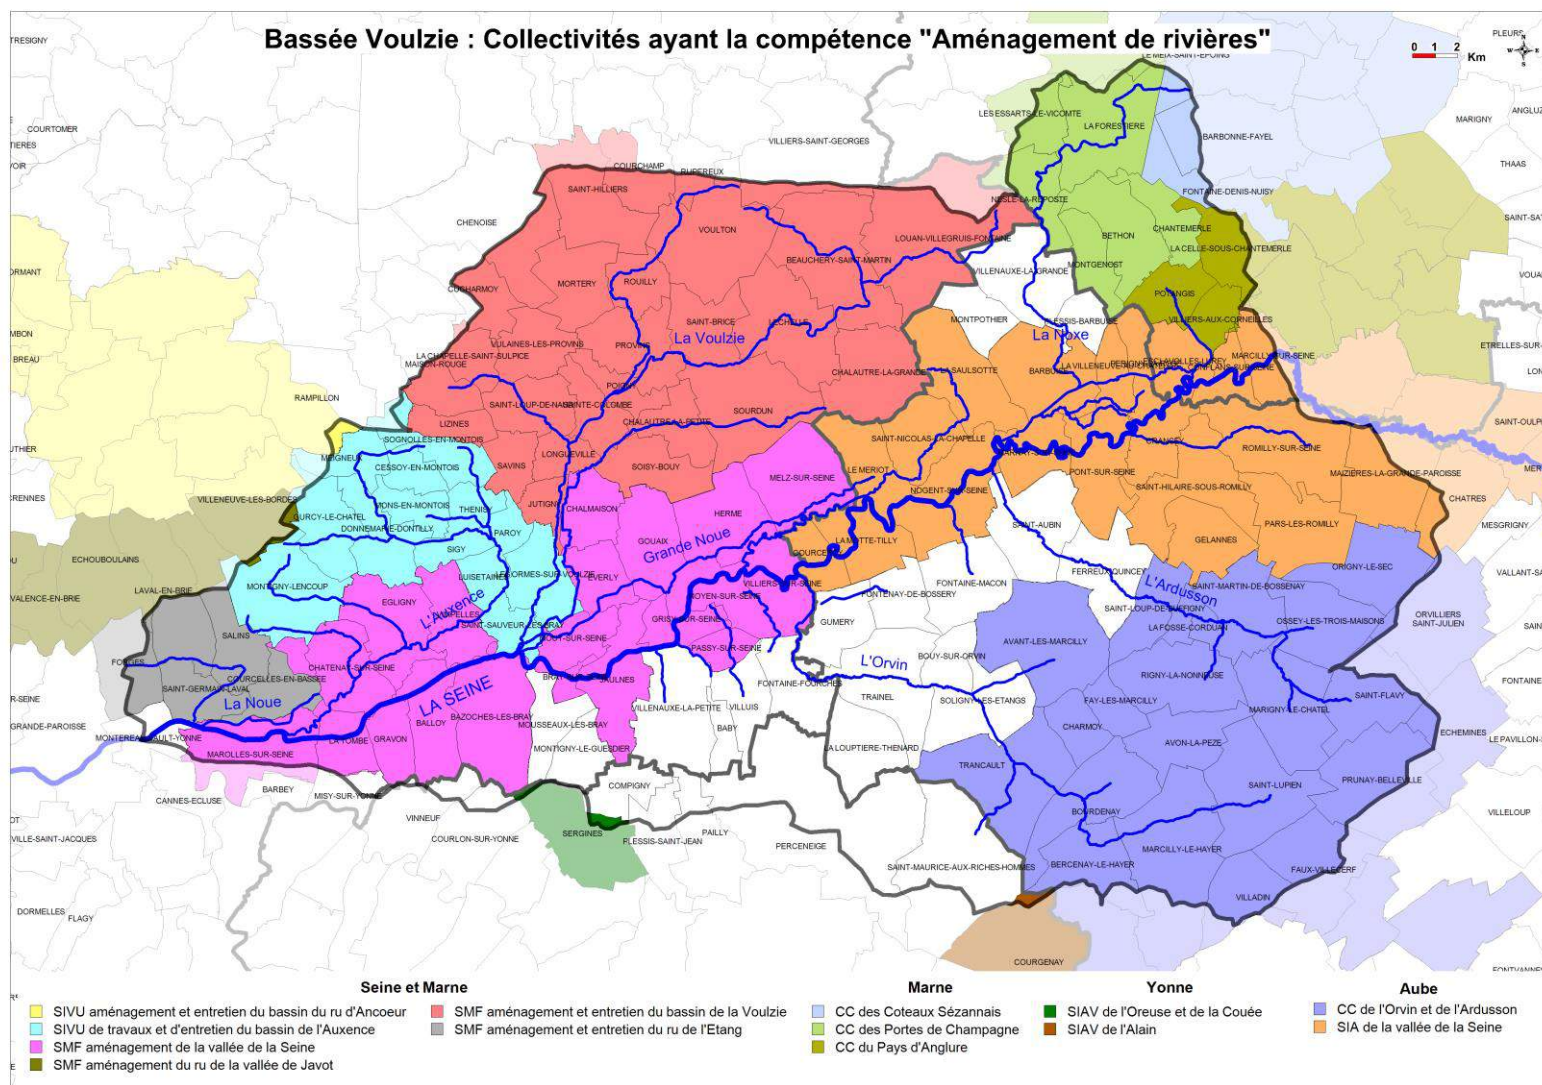 Bassée Voulzie : Collectivités ayant la compétence "Aménagement de rivières"
0 1 2
Km
N
W E
S
COURTOMER
VILLIERS-SAINT-GEORGES
MARIGNY
COURCHAMP
RUPEREUX
LES ESSARTS-LE-VICOMTE
LA FORESTIERE
BARBONNE-FAYEL
THAAS
SAINT-HILLIERS
FONTAINE-DENIS-NUISY
CHENOISE
NESLE-LA-REPOSTE
VOULTON
LOUAN-VILLEGRUIS-FONTAINE
BETHON
CHANTEMERLE
LA CELLE-SOUS-CHANTEMERLE
BEAUCHERY-SAINT-MARTIN
MONTGENOST
VILLENAUXE-LA-GRANDE
CUCHARMOY
MORTERY
ROUILLY
POTANGIS
SAINT-BRICE
LECHELLE
MONTPOTHIER
PLESSIS-BARBUISE
VILLIERS-AUX-CORNEILLES
La Voulzie
La Noxe
VULAINES-LES-PROVINS
PROVINS
LA CHAPELLE-SAINT-SULPICE
MAISON-ROUGE
ESCLAVOLLES-LUREY
MARCILLY-SUR-SEINE
CHALAUTRE-LA-GRANDE
LA SAULSOTTE
BARBUISE
POIGNY
RAMPILLON
SAINT-LOUP-DE-NAUD
SAINTE-COLOMBE
SOURDUN
LIZINES
CHALAUTRE-LA-PETITE
SOGNOLLES-EN-MONTOIS
SAINT-NICOLAS-LA-CHAPELLE
CRANCEY
ROMILLY-SUR-SEINE
MEIGNEUX
CESSOY-EN-MONTOIS
LONGUEVILLE
SAVINS
SOISY-BOUY
LE MERIOT
PONT-SUR-SEINE
MAIZIERES-LA-GRANDE-PAROISSE
VILLENEUVE-LES-BORDES
MELZ-SUR-SEINE
NOGENT-SUR-SEINE
SAINT-HILAIRE-SOUS-ROMILLY
CHATRES
MONS-EN-MONTOIS
THENISY
JUTIGNY
CHALMAISON
HERME
GURCY-LE-CHATEL
DONNEMARIE-DONTILLY
PAROY
SAINT-AUBIN
PARS-LES-ROMILLY
MESGRIGNY
GOUAIX
LA MOTTE-TILLY
GELANNES
ECHOUBOULAINS
SIGY
Grande Noue
COURCEROY
ORIGNY-LE-SEC
LUISETAINES
LES ORMES-SUR-VOULZIE
EVERLY
VILLIERS-SUR-SEINE
FONTAINE-MACON
FERREUX-QUINCEY
L'Ardusson
SAINT-MARTIN-DE-BOSSENAY
LAVAL-EN-BRIE
MONTIGNY-LENCOUP
EGLIGNY
L'Auxence
NOYEN-SUR-SEINE
FONTENAY-DE-BOSSERY
SAINT-LOUP-DE-BUFFIGY
ORVILLIERS
SAINT-JULIEN
SAINT-SAUVEUR-LES-BRAY
GRISY-SUR-SEINE
GUMERY
OSSEY-LES-TROIS-MAISONS
SALINS
MOUY-SUR-SEINE
PASSY-SUR-SEINE
AVANT-LES-MARCILLY
LA FOSSE-CORDUAN
FORGES
CHATENAY-SUR-SEINE
L'Orvin
BOUY-SUR-ORVIN
COURCELLES-EN-BASSEE
SAINT-GERMAIN-LAVAL
JAULNES
FONTAINE-FOURCHES
RIGNY-LA-NONNEUSE
LA SEINE
La Noue
TRAINEL
SOLIGNY-LES-ETANGS
FAY-LES-MARCILLY
SAINT-FLAVY
VILLENAUXE-LA-PETITE
VILLUIS
MARIGNY-LE-CHATEL
BAZOCHES-LES-BRAY
MOUSSEAUX-LES-BRAY
BABY
CHARMOY
ECHEMINES
BALLOY
GRAVON
LA TOMBE
MAROLLES-SUR-SEINE
MONTIGNY-LE-GUESDIER
LA LOUPTIERE-THENARD
AVON-LA-PEZE
TRANCAULT
PRUNAY-BELLEVILLE
COMPIGNY
SAINT-LUPIEN
BARBEY
MISY-SUR-YONNE
CANNES-ECLUSE
BOURDENAY
VILLELOUP
VINNEUF
COURLON-SUR-YONNE
SERGINES
PLESSIS-SAINT-JEAN
PAILLY
PERCENEIGE
MARCILLY-LE-HAYER
SAINT-MAURICE-AUX-RICHES-HOMMES
BERCENAY-LE-HAYER
FAUX-VILLECERF
VILLADIN
DORMELLES
FLAGY
COURGENAY
Seine et Marne
SIVU aménagement et entretien du bassin du ru d'Ancoeur
SIVU de travaux et d'entretien du bassin de l'Auxence
SMF aménagement de la vallée de la Seine
SMF aménagement du ru de la vallée de Javot
SMF aménagement et entretien du bassin de la Voulzie
SMF aménagement et entretien du ru de l'Etang
Marne
CC des Coteaux Sézannais
CC des Portes de Champagne
CC du Pays d'Anglure
Yonne
SIAV de l'Oreuse et de la Couée
SIAV de l'Alain
Aube
CC de l'Orvin et de l'Ardusson
SIA de la vallée de la Seine